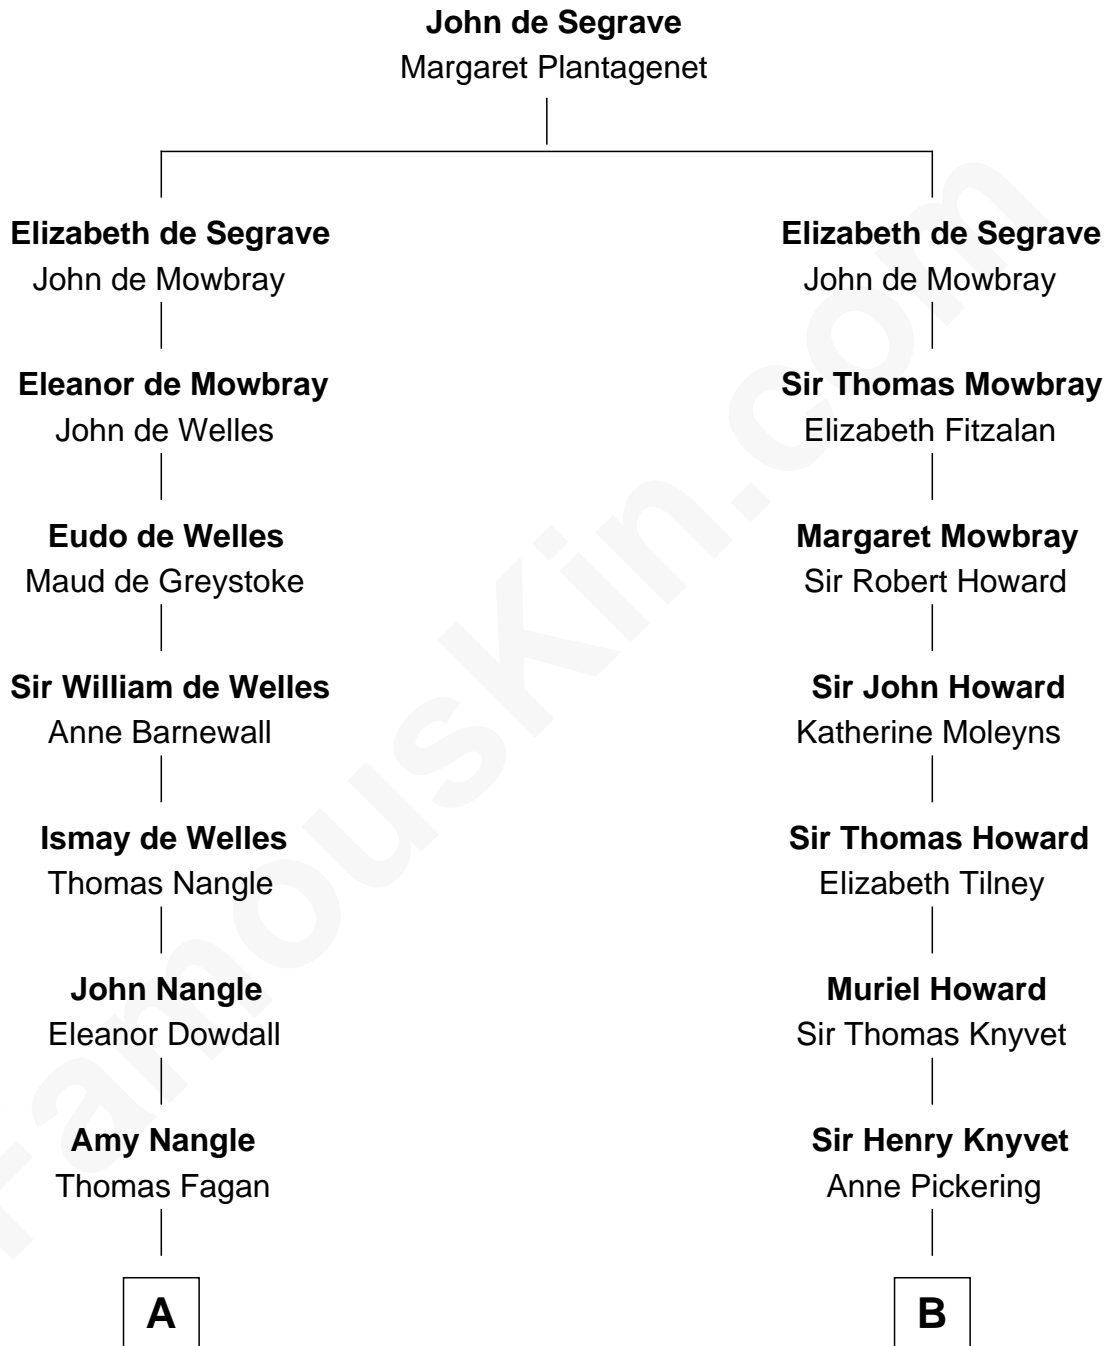 John de Segrave
Margaret Plantagenet
Elizabeth de Segrave
John de Mowbray
Elizabeth de Segrave
John de Mowbray
Eleanor de Mowbray
John de Welles
Sir Thomas Mowbray
Elizabeth Fitzalan
Eudo de Welles
Maud de Greystoke
Margaret Mowbray
Sir Robert Howard
Sir William de Welles
Anne Barnewall
Sir John Howard
Katherine Moleyns
Ismay de Welles
Thomas Nangle
Sir Thomas Howard
Elizabeth Tilney
John Nangle
Eleanor Dowdall
Muriel Howard
Sir Thomas Knyvet
Amy Nangle
Thomas Fagan
Sir Henry Knyvet
Anne Pickering
A
B
FamousKin.com